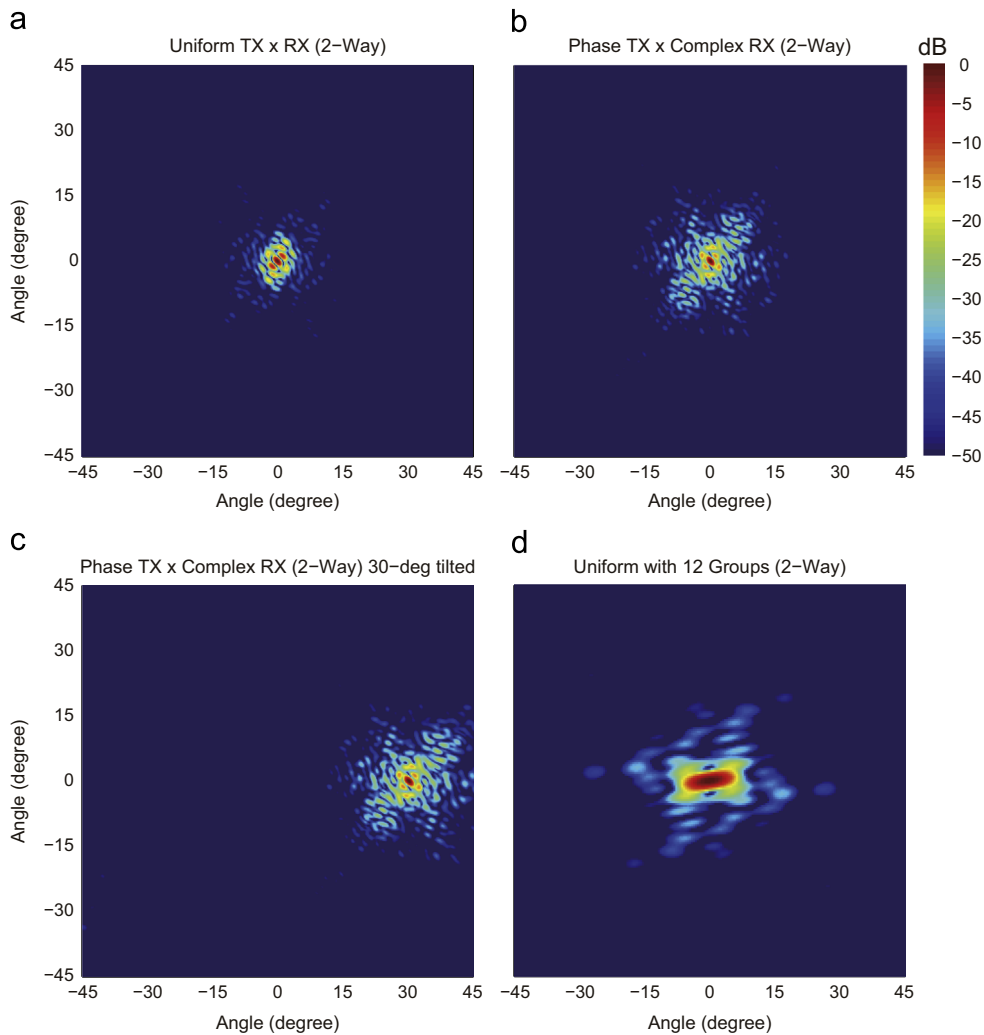 a
Uniform TX x RX (2−Way)
45
30
15
0
−15
−30
−45
Angle (degree)
−45 −30 −15 0 15 30 45
Angle (degree)
b
Phase TX x Complex RX (2−Way)
−45 −30 −15 0 15 30 45
Angle (degree)
dB
0
−5
−10
−15
−20
−25
−30
−35
−40
−45
−50
c
Phase TX x Complex RX (2−Way) 30−deg tilted
45
30
15
0
−15
−30
−45
Angle (degree)
−45 −30 −15 0 15 30 45
Angle (degree)
d
Uniform with 12 Groups (2−Way)
−45 −30 −15 0 15 30 45
Angle (degree)